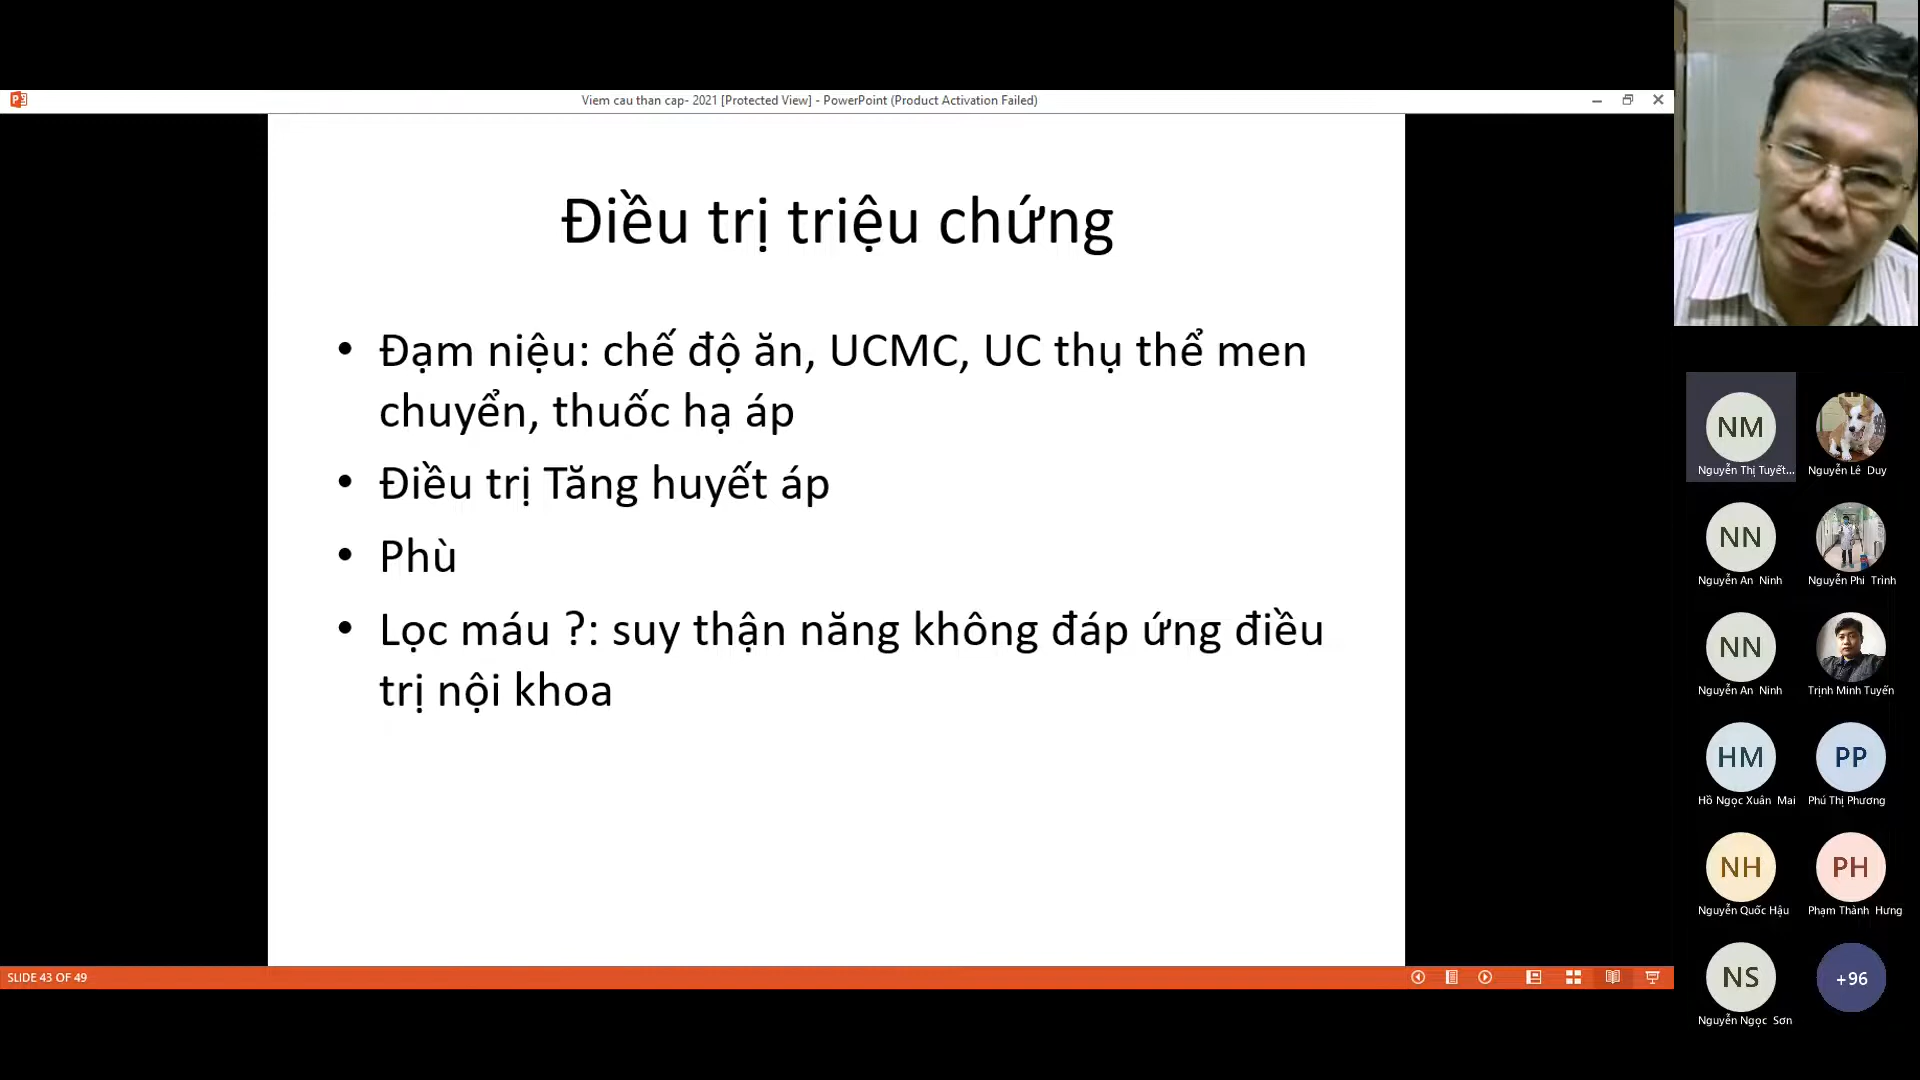 Viem cau than cap- 2021 [Protected View] - PowerPoint (Product Activation Failed)
Điều trị triệu chứng
• Đạm niệu: chế độ ăn, UCMC, UC thụ thể men
chuyển, thuốc hạ áp
• Điều trị Tăng huyết áp
• Phù
• Lọc máu ?: suy thận năng không đáp ứng điều
trị nội khoa
SLIDE 43 OF 49
NM
Nguyễn Thị Tuyết...
Nguyễn Lê Duy
NN
Nguyễn An Ninh
Nguyễn Phi Trình
NN
Nguyễn An Ninh
Trịnh Minh Tuyến
HM
Hồ Ngọc Xuân Mai
PP
Phú Thị Phương
NH
Nguyễn Quốc Hậu
PH
Phạm Thành Hưng
NS
Nguyễn Ngọc Sơn
+96